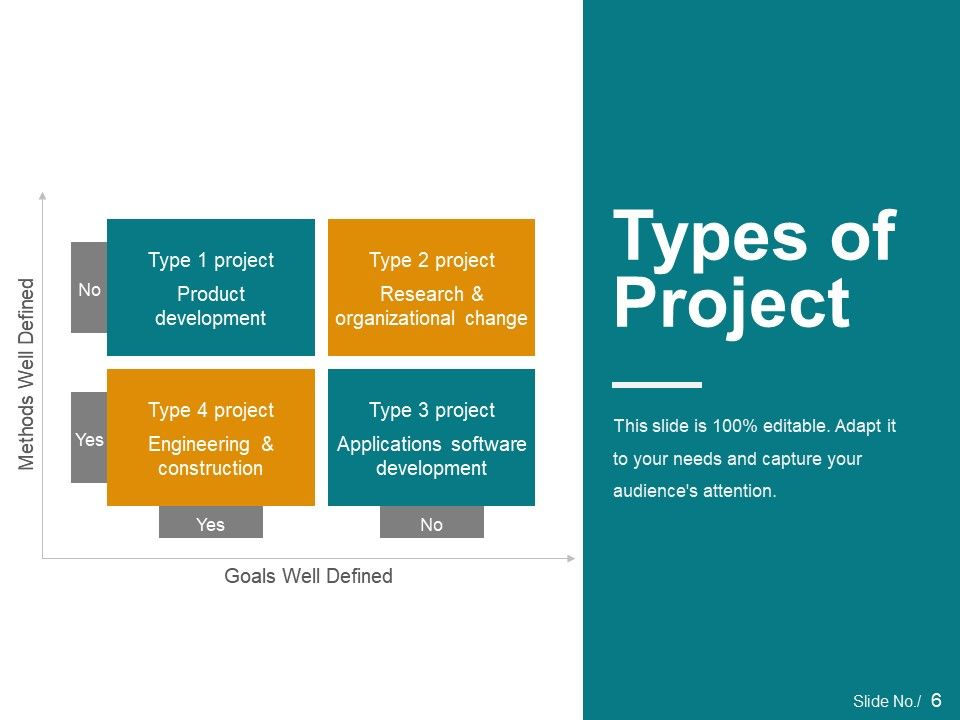 Types of
Project
This slide is 100% editable. Adapt it
to your needs and capture your
audience's attention.
Methods Well Defined
No
Type 1 project
Product
development
Type 2 project
Research &
organizational change
Yes
Type 4 project
Engineering &
construction
Type 3 project
Applications software
development
Yes
No
Goals Well Defined
Slide No./ 6